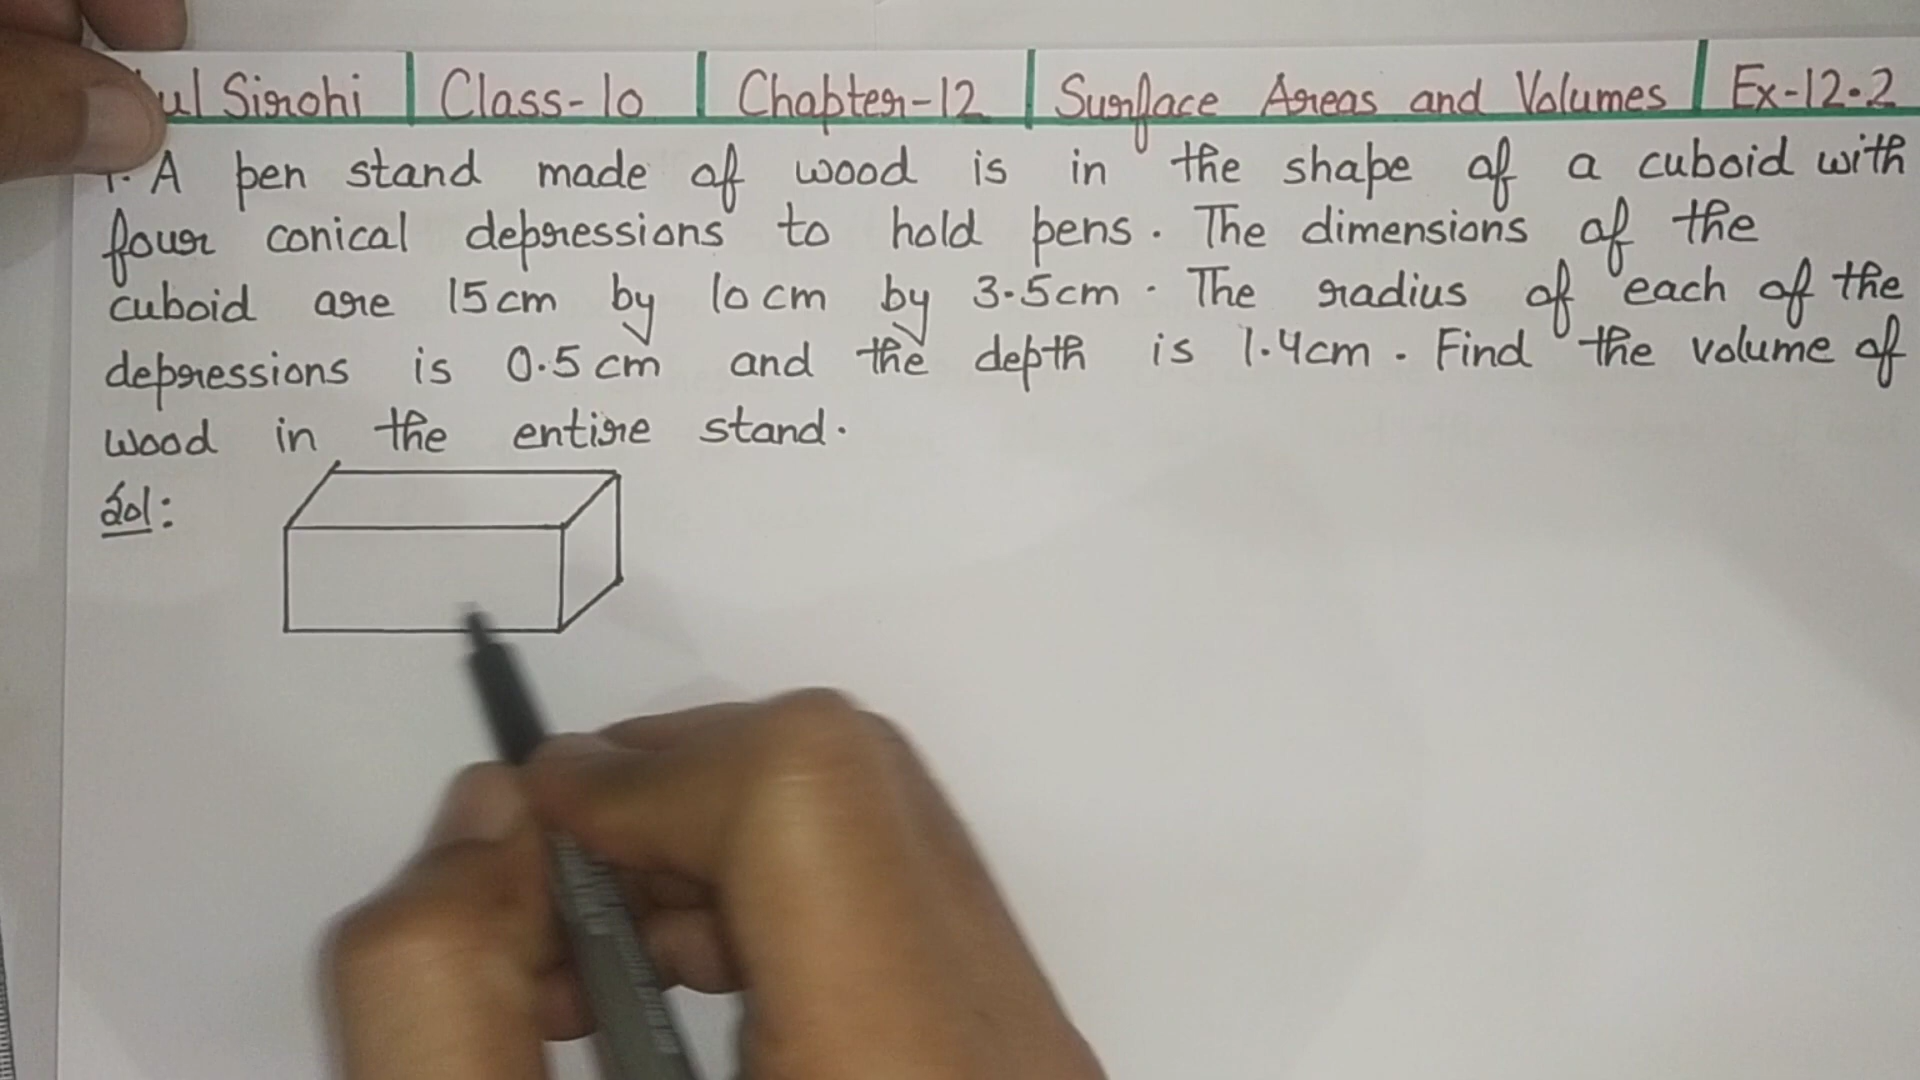 Sirohi | Class-10 | Chapter-12 | Surface Areas and Volumes | Ex-12.2
A pen stand made of wood is in the shape of a cuboid with
four conical depressions to hold pens. The dimensions of the
cuboid are 15cm by 10cm by 3.5cm. The radius of each of the
depressions is 0.5cm and the depth is 1.4cm. Find the volume of
wood in the entire stand.
Sol: